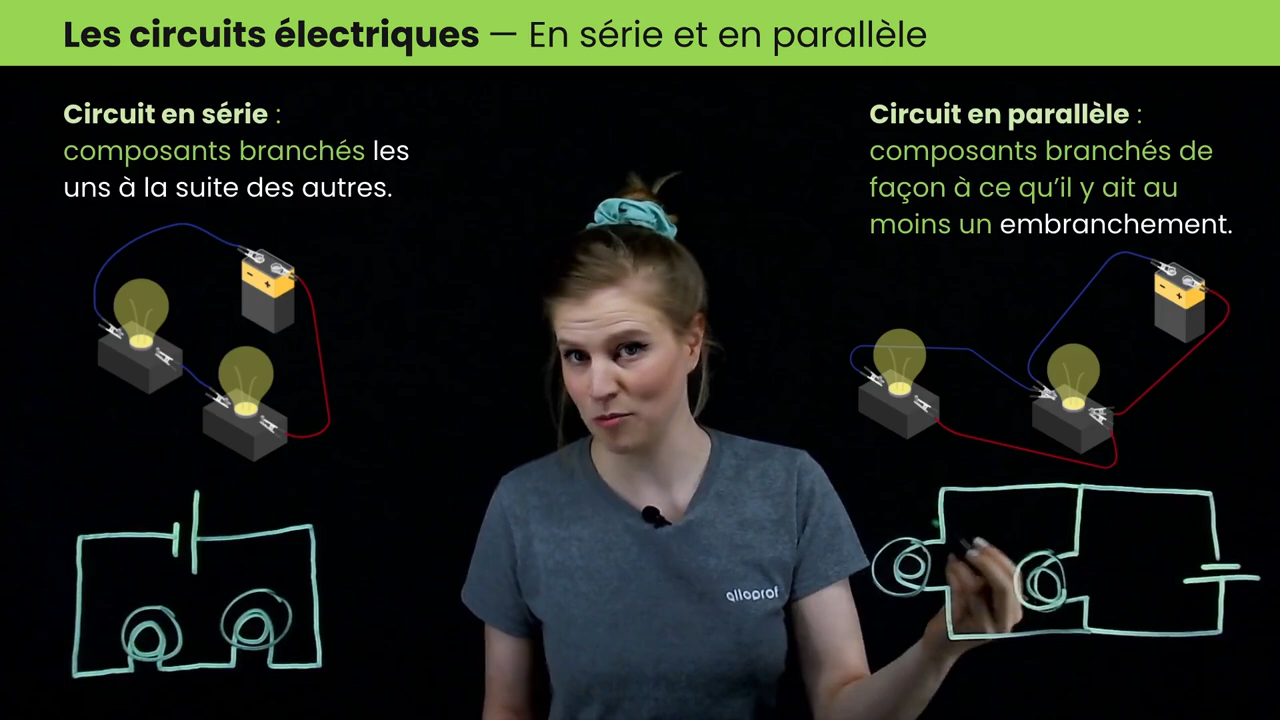 Les circuits électriques — En série et en parallèle
Circuit en série :
composants branchés les
uns à la suite des autres.
Circuit en parallèle :
composants branchés de
façon à ce qu’il y ait au
moins un embranchement.
- +
- +
alloprof